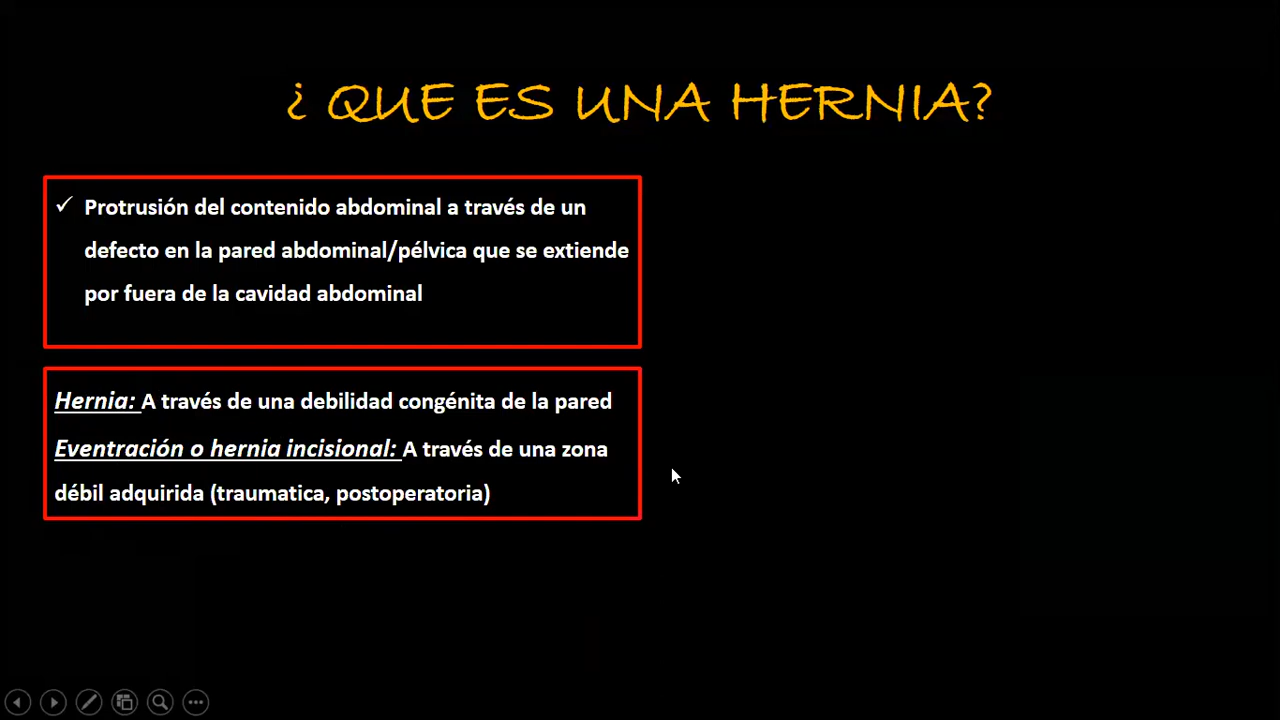 ¿ QUE ES UNA HERNIA?
✓ Protrusión del contenido abdominal a través de un
defecto en la pared abdominal/pélvica que se extiende
por fuera de la cavidad abdominal
Hernia: A través de una debilidad congénita de la pared
Eventración o hernia incisional: A través de una zona
débil adquirida (traumatica, postoperatoria)